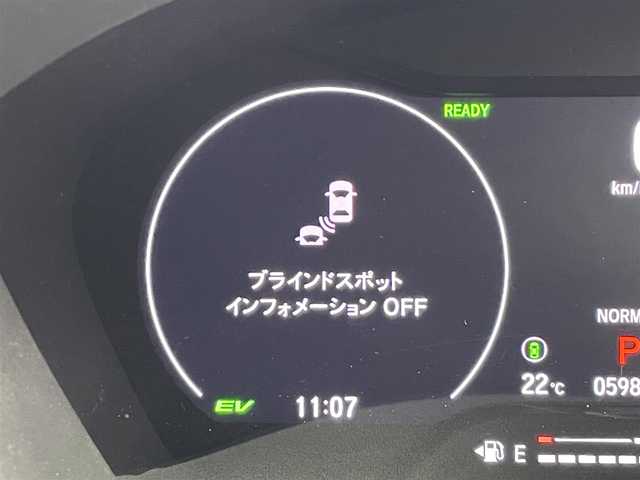 READY
km/h
ブラインドスポット
インフォメーション OFF
NORM
P
22℃
0598
EV
11:07
E